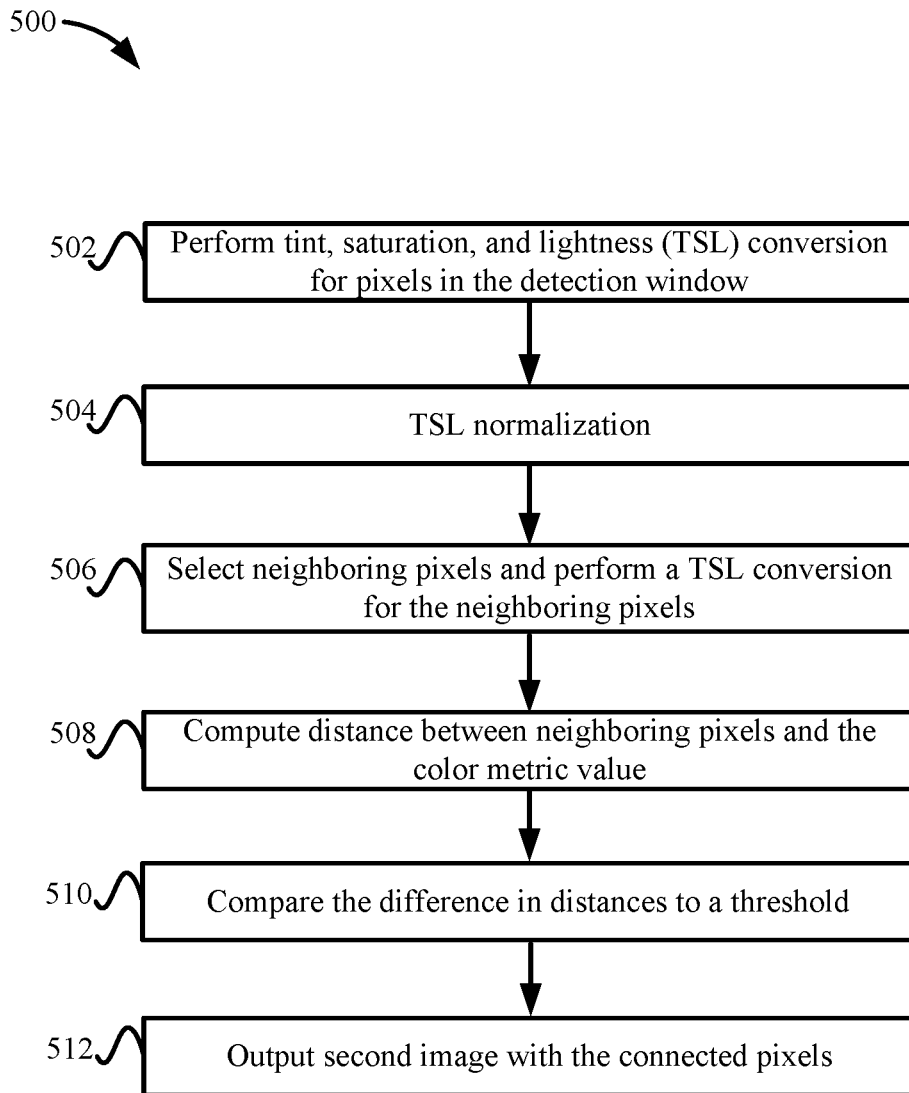 500
502
Perform tint, saturation, and lightness (TSL) conversion
for pixels in the detection window
504
TSL normalization
506
Select neighboring pixels and perform a TSL conversion
for the neighboring pixels
508
Compute distance between neighboring pixels and the
color metric value
510
Compare the difference in distances to a threshold
512
Output second image with the connected pixels